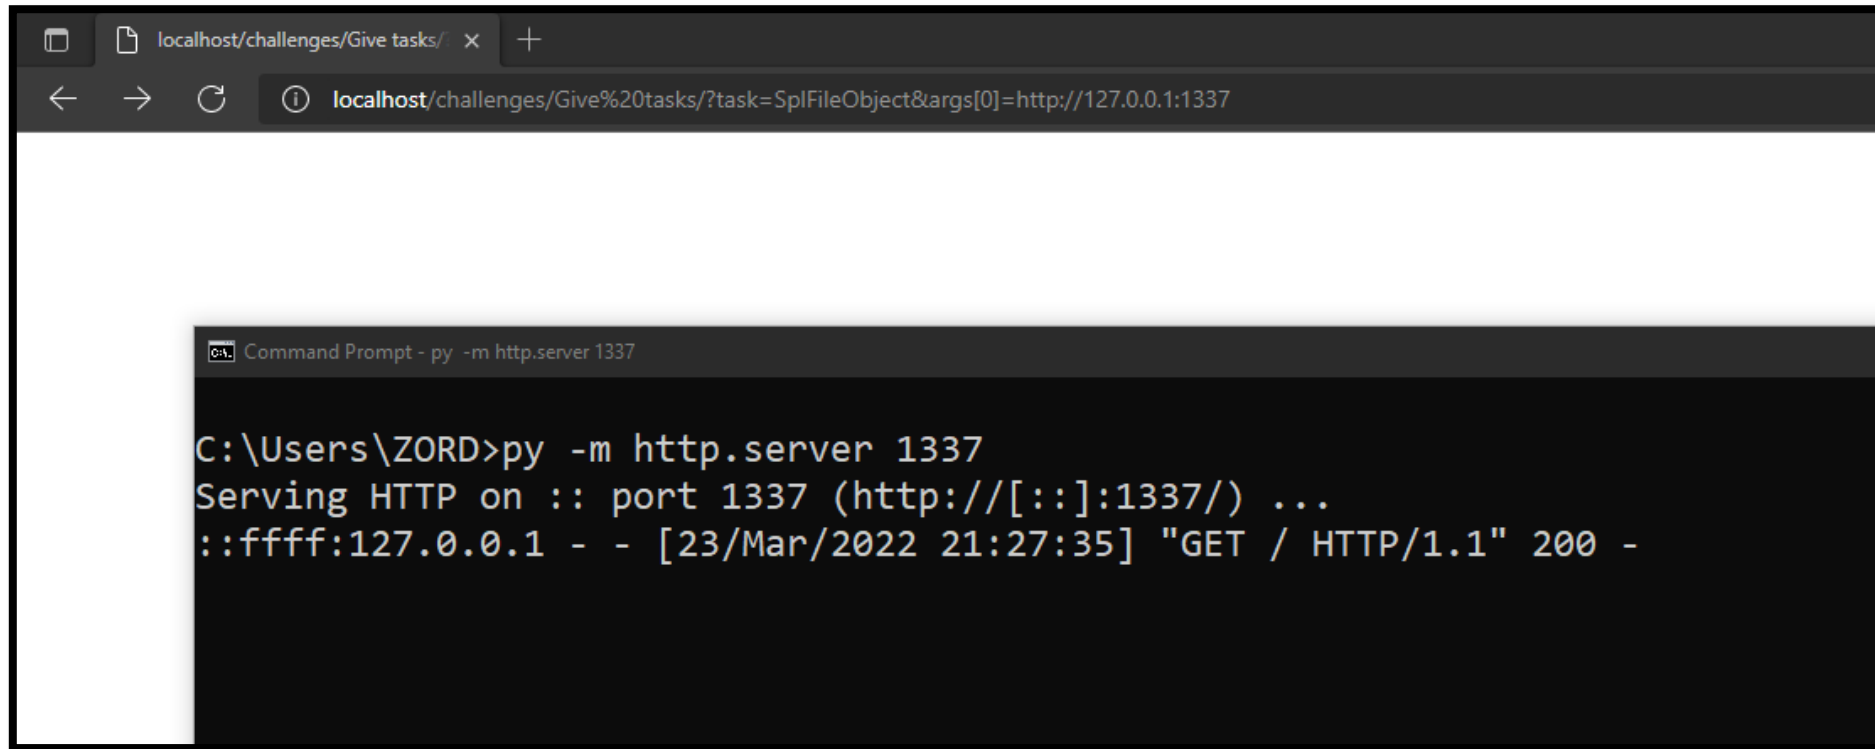 localhost/challenges/Give tasks/?
localhost/challenges/Give%20tasks/?task=SplFileObject&args[0]=http://127.0.0.1:1337
Command Prompt - py  -m http.server 1337
C:\Users\ZORD>py -m http.server 1337
Serving HTTP on :: port 1337 (http://[::]:1337/) ...
::ffff:127.0.0.1 - - [23/Mar/2022 21:27:35] "GET / HTTP/1.1" 200 -